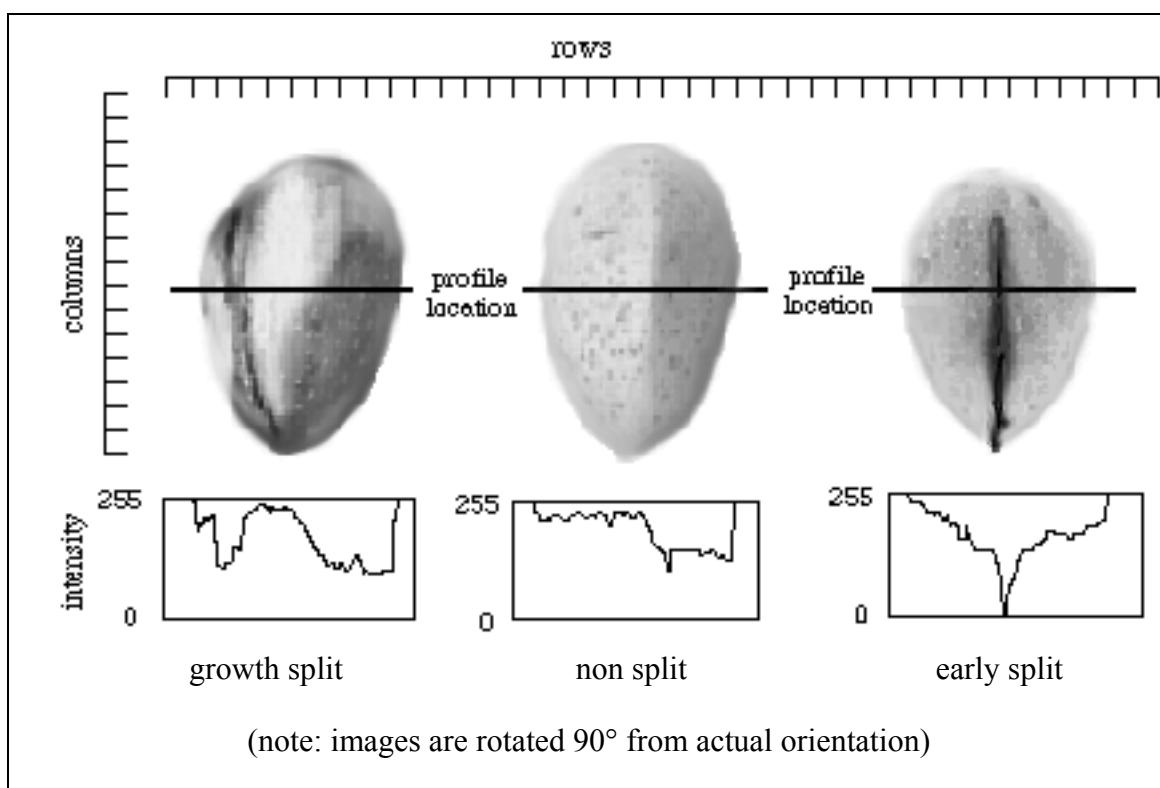 rows
columns
profile
location
profile
location
255
intensity
0
255
0
255
0
growth split
non split
early split
(note: images are rotated 90° from actual orientation)